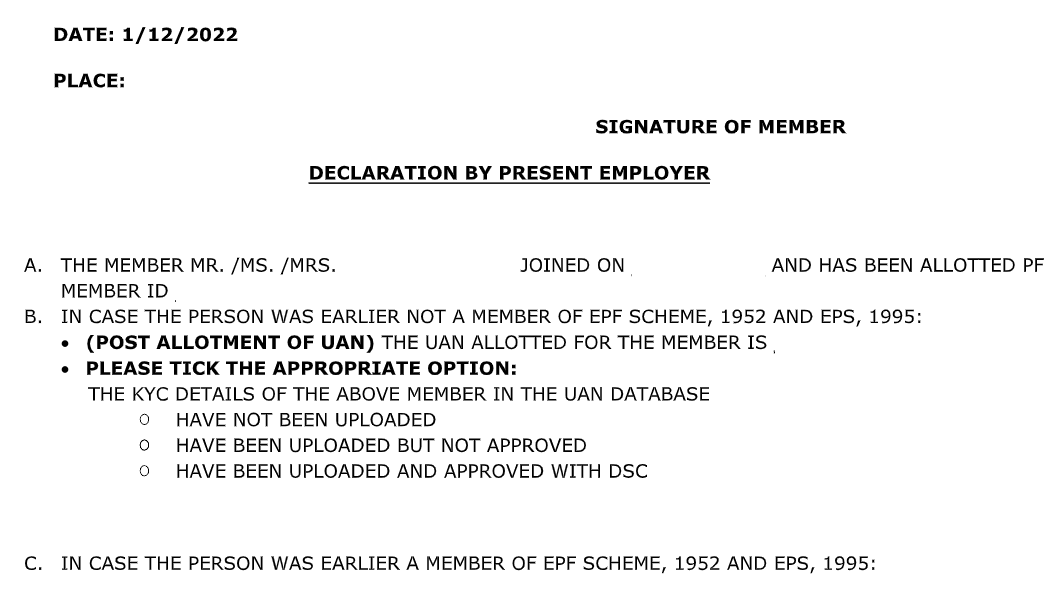 DATE: 1/12/2022
PLACE:
SIGNATURE OF MEMBER
DECLARATION BY PRESENT EMPLOYER
A. THE MEMBER MR. /MS. /MRS. JOINED ON AND HAS BEEN ALLOTTED PF
MEMBER ID
B. IN CASE THE PERSON WAS EARLIER NOT A MEMBER OF EPF SCHEME, 1952 AND EPS, 1995:
• (POST ALLOTMENT OF UAN) THE UAN ALLOTTED FOR THE MEMBER IS
• PLEASE TICK THE APPROPRIATE OPTION:
THE KYC DETAILS OF THE ABOVE MEMBER IN THE UAN DATABASE
o HAVE NOT BEEN UPLOADED
o HAVE BEEN UPLOADED BUT NOT APPROVED
o HAVE BEEN UPLOADED AND APPROVED WITH DSC
C. IN CASE THE PERSON WAS EARLIER A MEMBER OF EPF SCHEME, 1952 AND EPS, 1995: